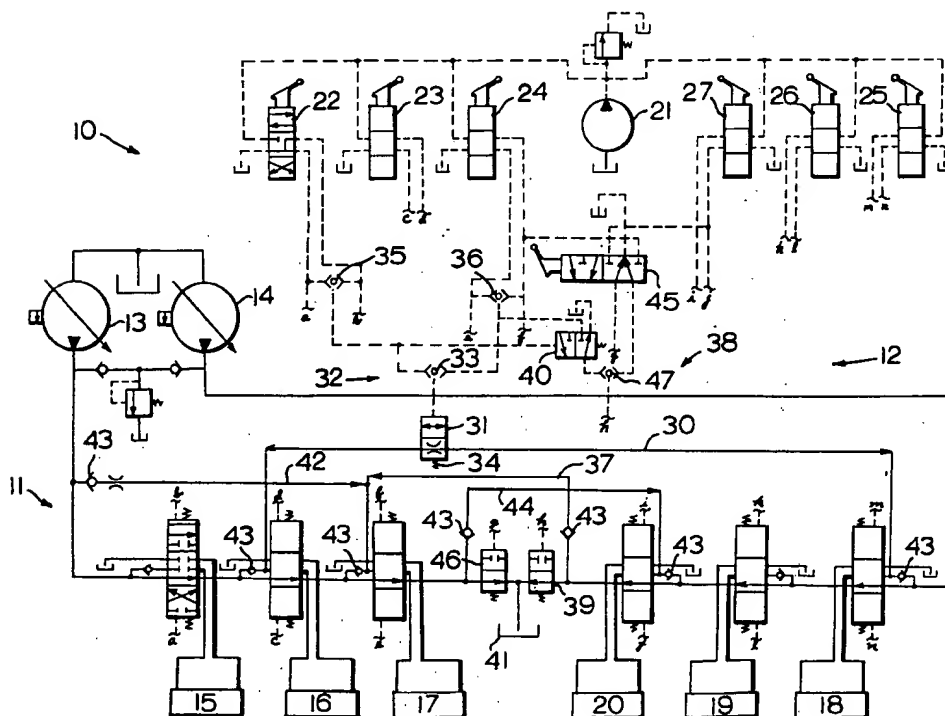 22 23 24 21 27 26 25
10
c d
m n
k l
35 36 45 i j
14
13 a b
40 38 12
33 47
32
31 h
43 34 30
42 37
11 44
b d 43 43
43 43 46 39 43 43
a c j l n
41
15 16 17 20 19 18